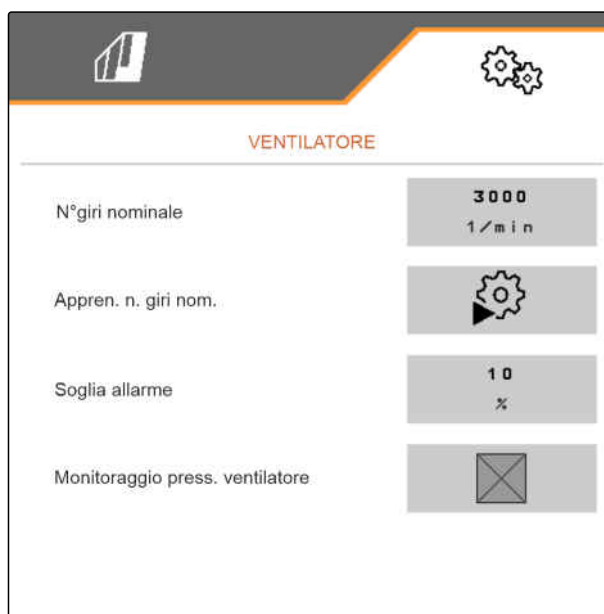 VENTILATORE
N°giri nominale
3000
1/min
Appren. n. giri nom.
Soglia allarme
10
%
Monitoraggio press. ventilatore